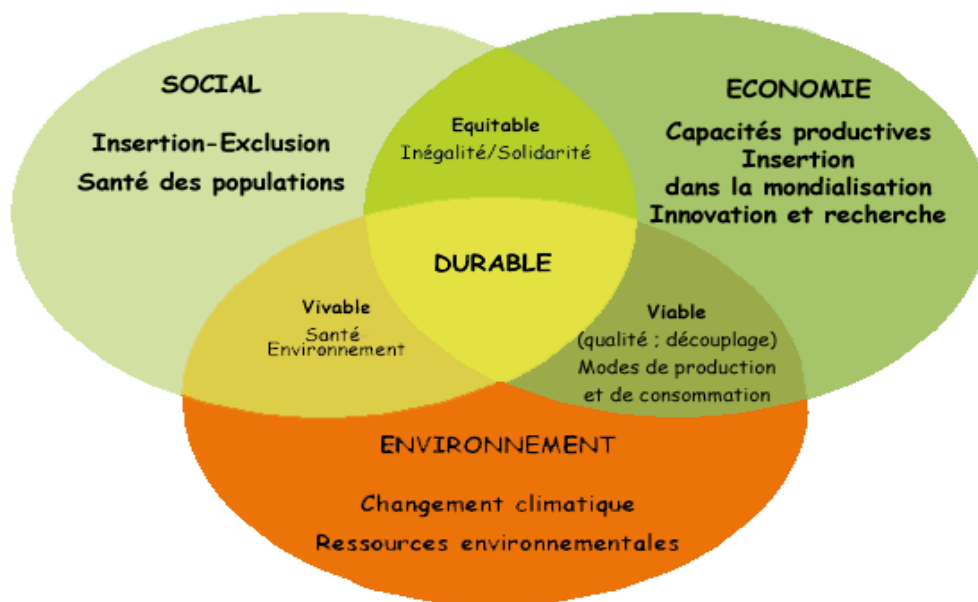 SOCIAL
Insertion-Exclusion
Santé des populations
Equitable
Inégalité/Solidarité
ECONOMIE
Capacités productives
Insertion
dans la mondialisation
Innovation et recherche
DURABLE
Vivable
Santé
Environnement
Viable
(qualité ; découplage)
Modes de production
et de consommation
ENVIRONNEMENT
Changement climatique
Ressources environnementales